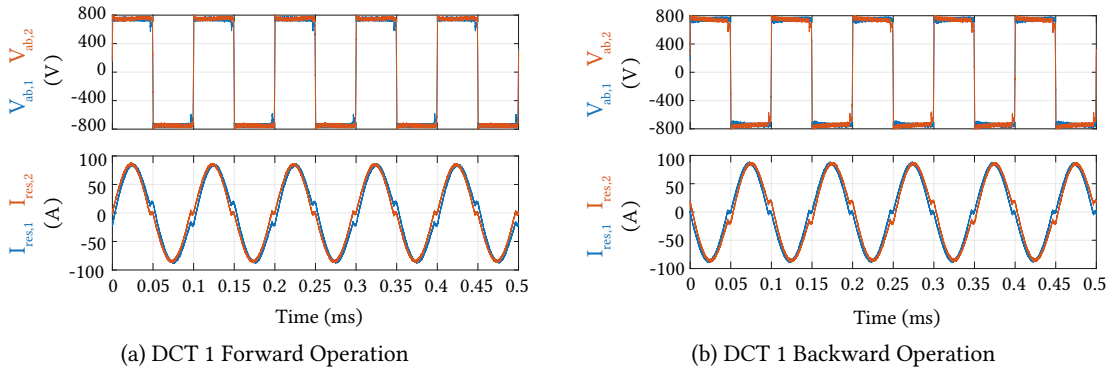 800
400
0
-400
-800
V_ab,1 V_ab,2
(V)
100
50
0
-50
-100
I_res,1 I_res,2
(A)
0 0.05 0.1 0.15 0.2 0.25 0.3 0.35 0.4 0.45 0.5
Time (ms)
(a) DCT 1 Forward Operation
800
400
0
-400
-800
V_ab,1 V_ab,2
(V)
100
50
0
-50
-100
I_res,1 I_res,2
(A)
0 0.05 0.1 0.15 0.2 0.25 0.3 0.35 0.4 0.45 0.5
Time (ms)
(b) DCT 1 Backward Operation